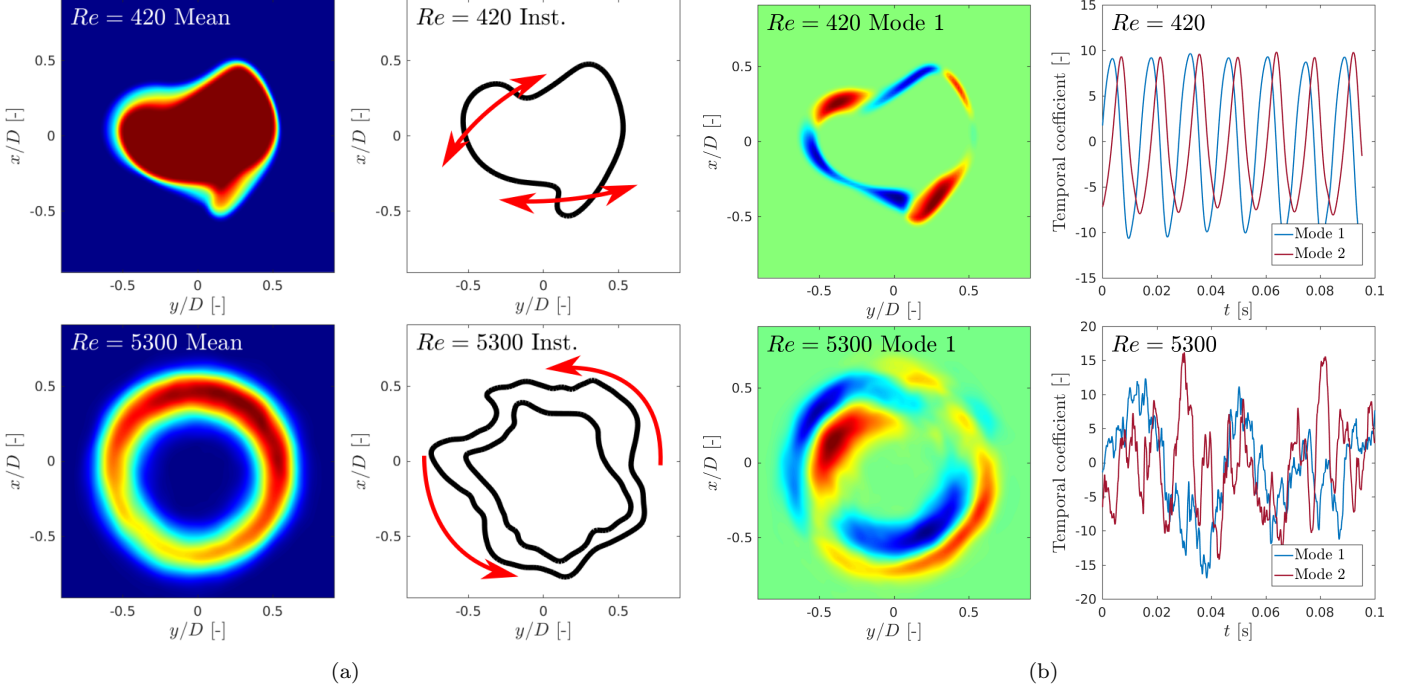 Re = 420 Mean
x/D [-]
0.5
0
-0.5
-0.5
0
0.5
y/D [-]
Re = 420 Inst.
x/D [-]
0.5
0
-0.5
-0.5
0
0.5
y/D [-]
Re = 5300 Mean
x/D [-]
0.5
0
-0.5
-0.5
0
0.5
y/D [-]
Re = 5300 Inst.
x/D [-]
0.5
0
-0.5
-0.5
0
0.5
y/D [-]
(a)
Re = 420 Mode 1
x/D [-]
0.5
0
-0.5
-0.5
0
0.5
y/D [-]
Re = 420
Temporal coefficient [-]
15
10
5
0
-5
-10
-15
Mode 1
Mode 2
0
0.02
0.04
0.06
0.08
0.1
t [s]
Re = 5300 Mode 1
x/D [-]
0.5
0
-0.5
-0.5
0
0.5
y/D [-]
Re = 5300
Temporal coefficient [-]
20
15
10
5
0
-5
-10
-15
-20
Mode 1
Mode 2
0
0.02
0.04
0.06
0.08
0.1
t [s]
(b)